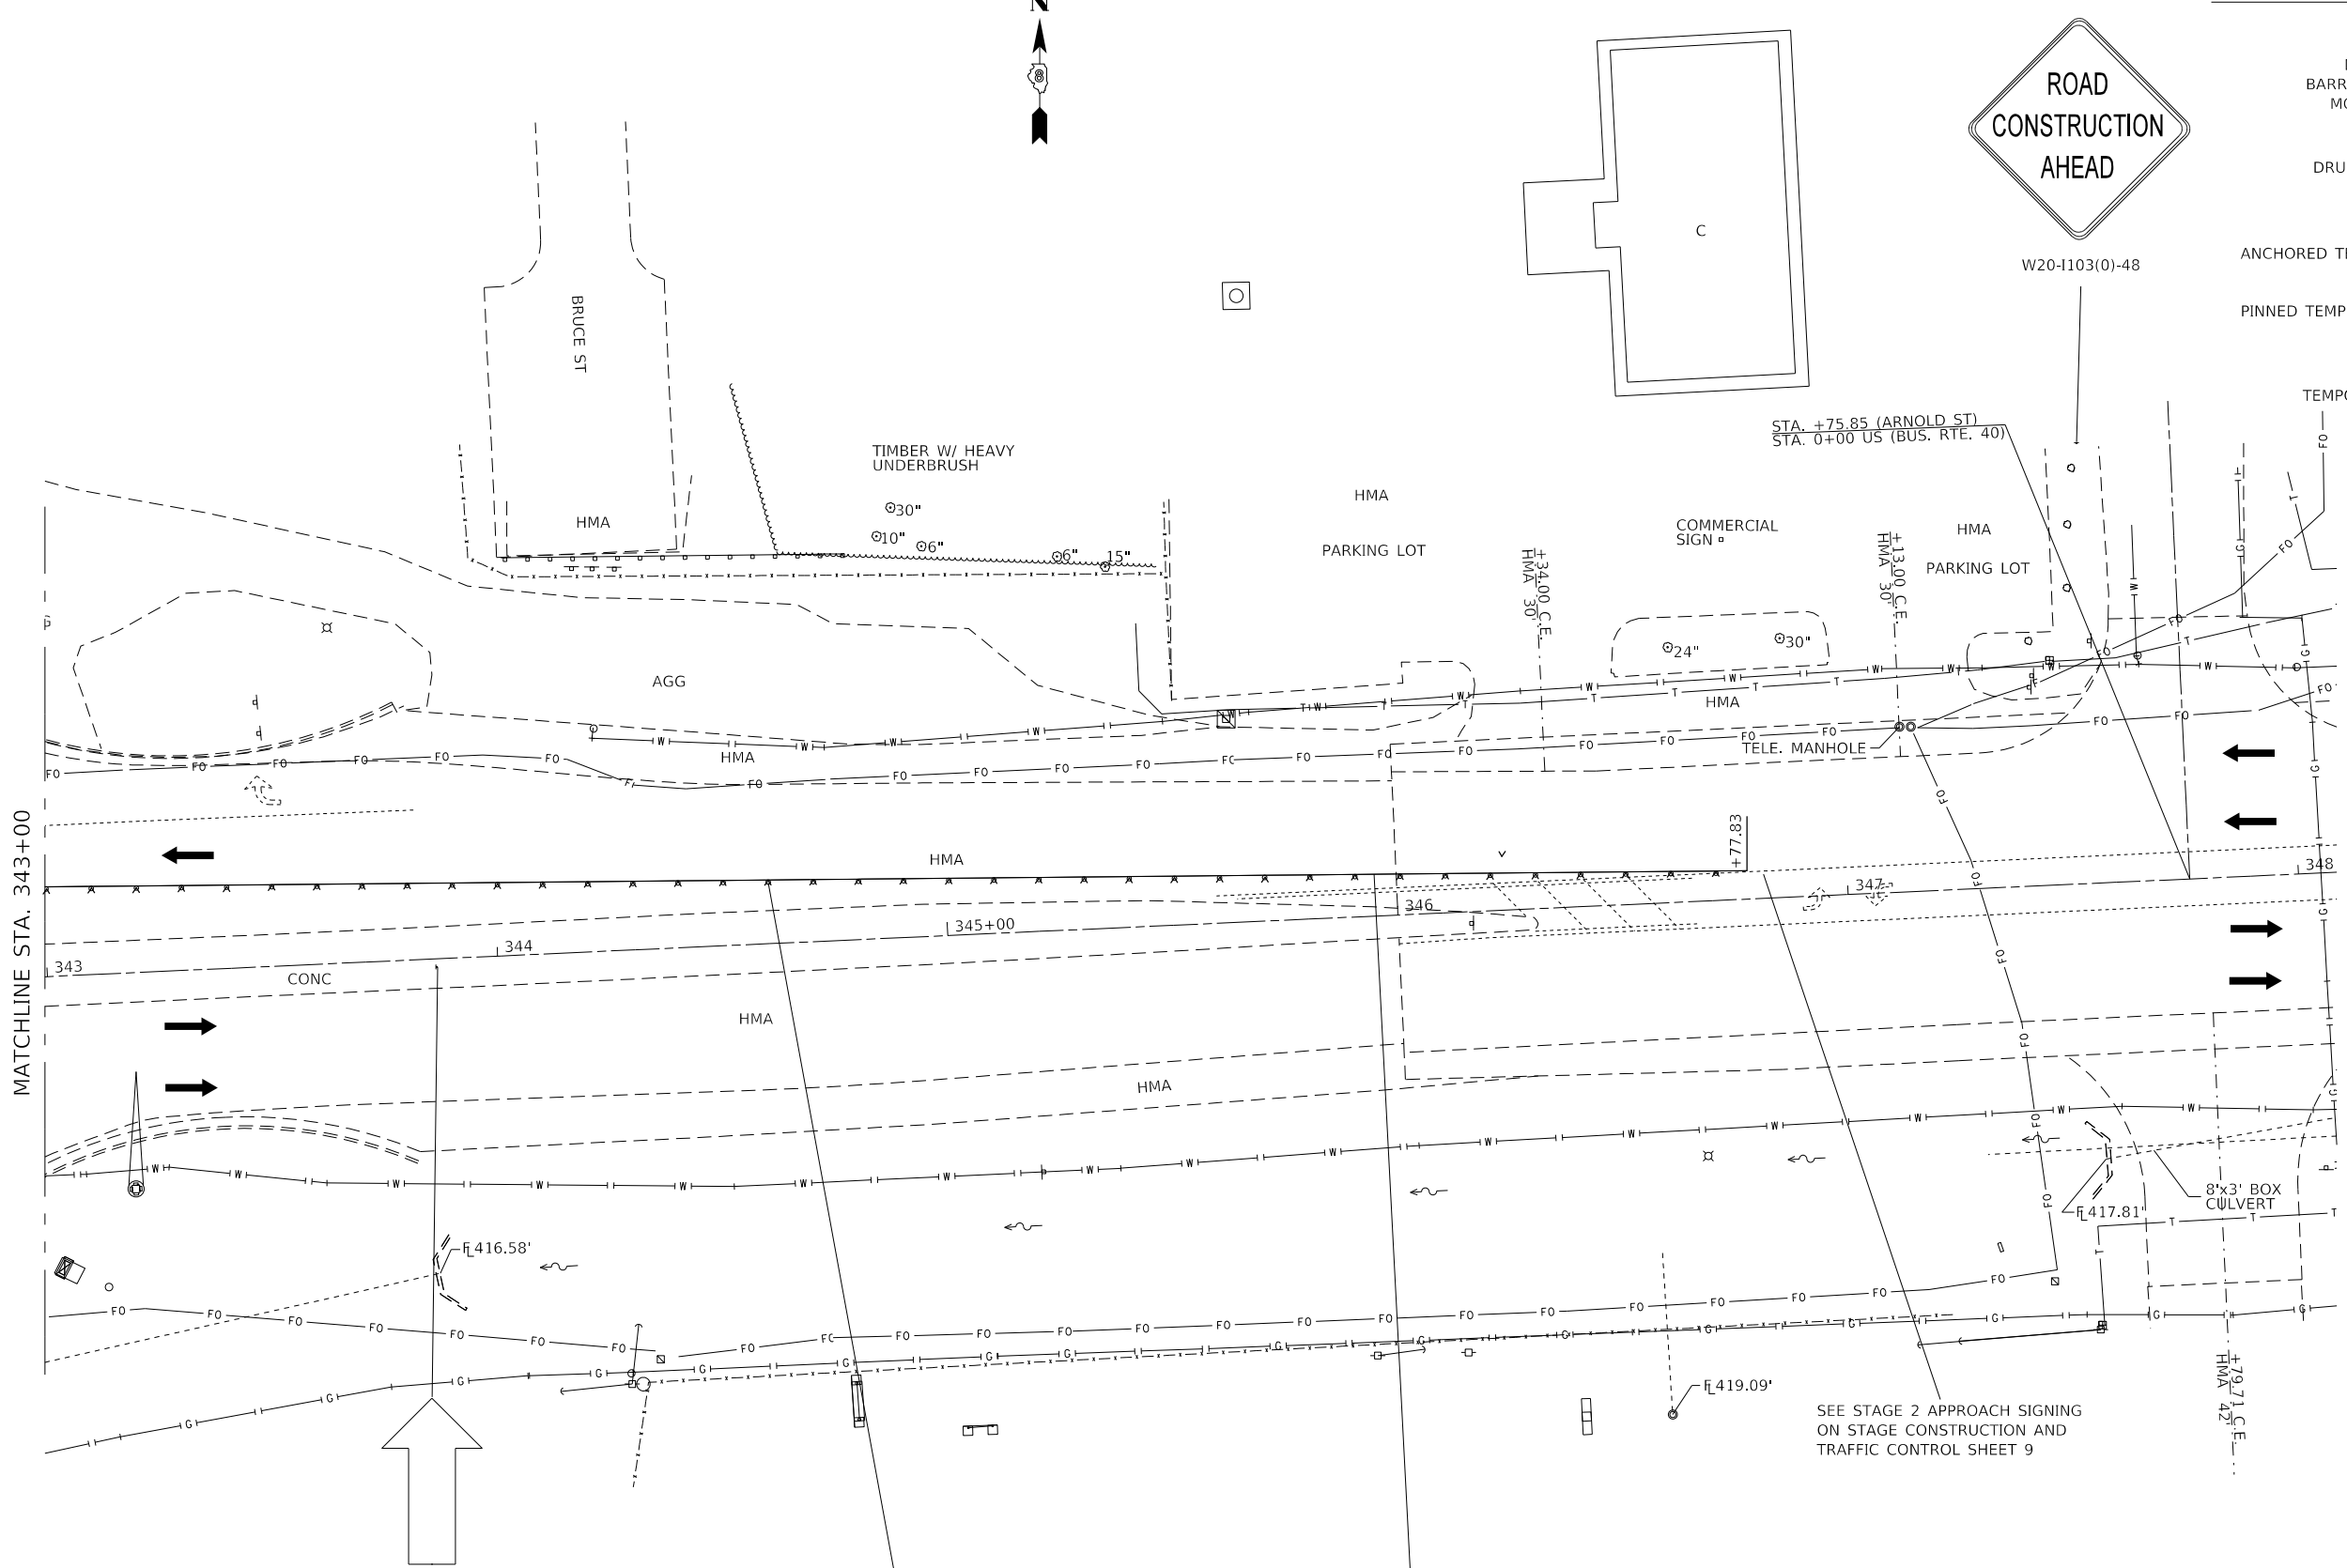 N
ROAD
CONSTRUCTION
AHEAD
W20-I103(0)-48
BARR
DRU
ANCHORED T
PINNED TEMP
TEMP
C
BRUCE ST
STA. +75.85 (ARNOLD ST)
STA. 0+00 US (BUS. RTE. 40)
TIMBER W/ HEAVY
UNDERBRUSH
30"
10"
6"
6"
15"
HMA
HMA
PARKING LOT
COMMERCIAL
SIGN
HMA
PARKING LOT
+34.00 C.E.
HMA 30'
+13.00 C.E.
HMA 30'
24"
30"
AGG
HMA
HMA
TELE. MANHOLE
MATCHLINE STA. 343+00
HMA
+77.83
348
347
346
345+00
344
343
CONC
HMA
HMA
8'x3' BOX
CULVERT
FL 417.81'
FL 416.58'
FL 419.09'
+79.71 C.E.
HMA 42'
SEE STAGE 2 APPROACH SIGNING
ON STAGE CONSTRUCTION AND
TRAFFIC CONTROL SHEET 9